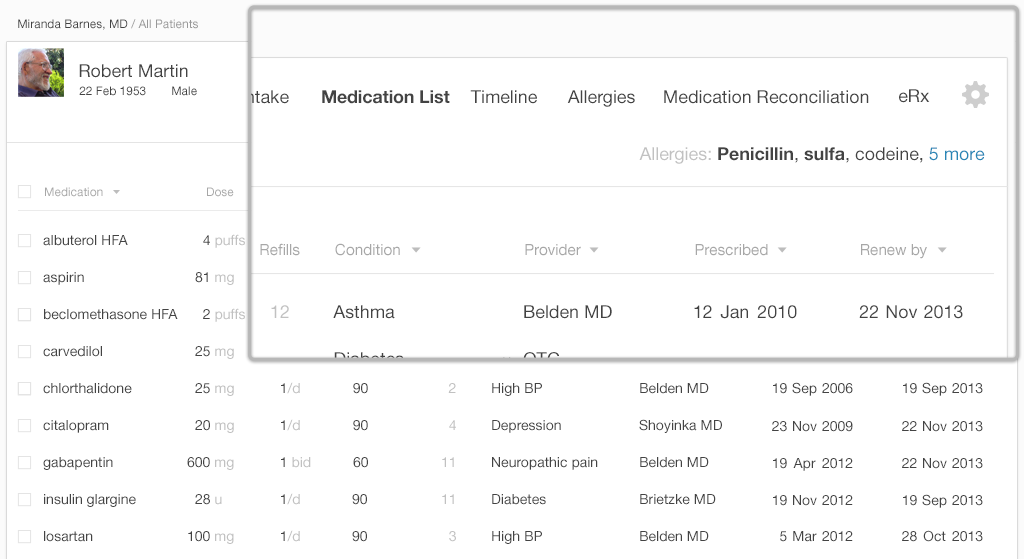 Miranda Barnes, MD / All Patients
Robert Martin
22 Feb 1953 Male
ntake Medication List Timeline Allergies Medication Reconciliation eRx
Allergies: Penicillin, sulfa, codeine, 5 more
Medication Dose
Refills Condition Provider Prescribed Renew by
albuterol HFA 4 puffs
12 Asthma Belden MD 12 Jan 2010 22 Nov 2013
aspirin 81 mg
beclomethasone HFA 2 puffs
carvedilol 25 mg
Diabetes OTC
chlorthalidone 25 mg 1/d 90 2 High BP Belden MD 19 Sep 2006 19 Sep 2013
citalopram 20 mg 1/d 90 4 Depression Shoyinka MD 23 Nov 2009 22 Nov 2013
gabapentin 600 mg 1 bid 60 11 Neuropathic pain Belden MD 19 Apr 2012 22 Nov 2013
insulin glargine 28 u 1/d 90 11 Diabetes Brietzke MD 19 Nov 2012 19 Sep 2013
losartan 100 mg 1/d 90 3 High BP Belden MD 5 Mar 2012 28 Oct 2013